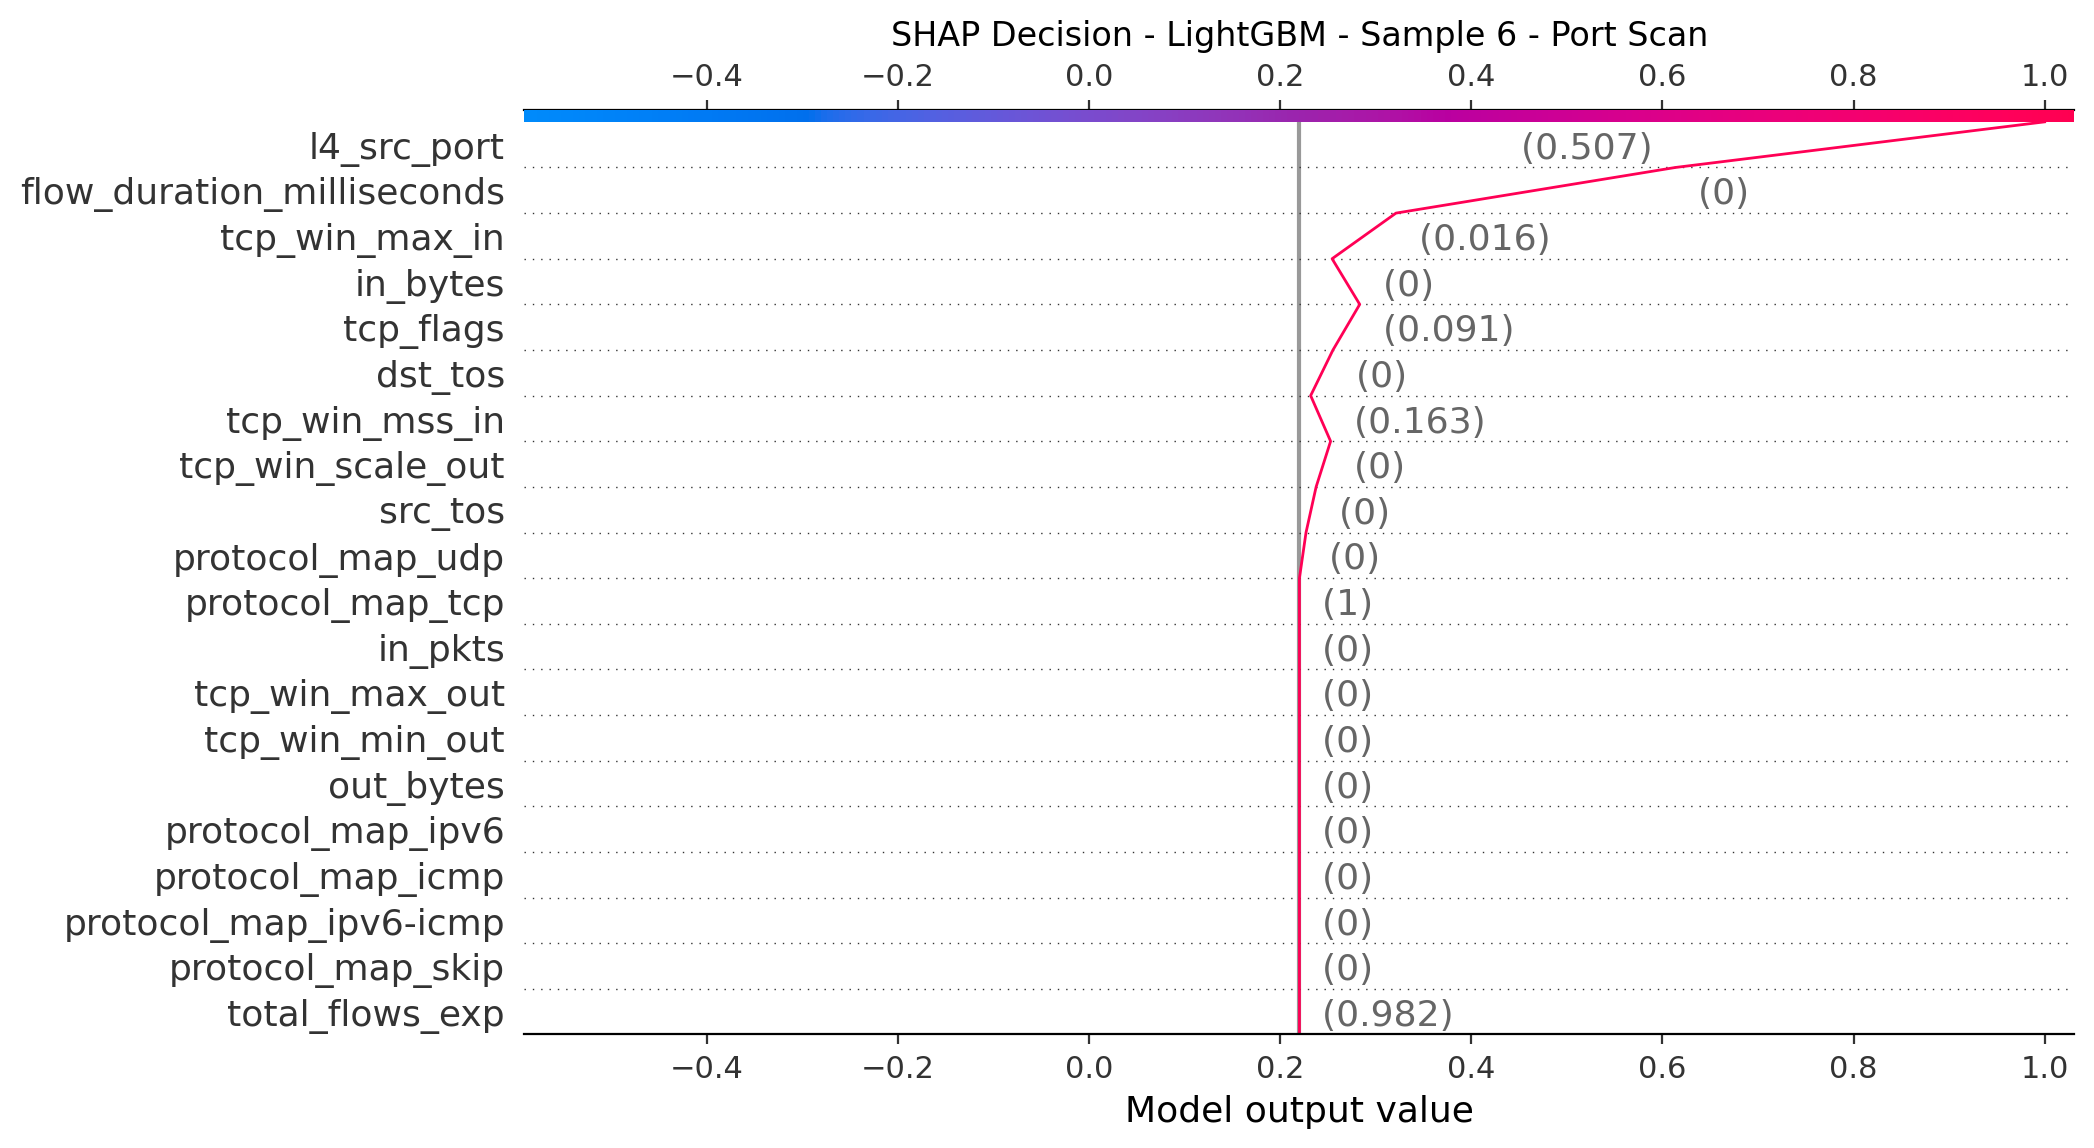 SHAP Decision - LightGBM - Sample 6 - Port Scan
−0.4 −0.2 0.0 0.2 0.4 0.6 0.8 1.0
l4_src_port (0.507)
flow_duration_milliseconds (0)
tcp_win_max_in (0.016)
in_bytes (0)
tcp_flags (0.091)
dst_tos (0)
tcp_win_mss_in (0.163)
tcp_win_scale_out (0)
src_tos (0)
protocol_map_udp (0)
protocol_map_tcp (1)
in_pkts (0)
tcp_win_max_out (0)
tcp_win_min_out (0)
out_bytes (0)
protocol_map_ipv6 (0)
protocol_map_icmp (0)
protocol_map_ipv6-icmp (0)
protocol_map_skip (0)
total_flows_exp (0.982)
−0.4 −0.2 0.0 0.2 0.4 0.6 0.8 1.0
Model output value